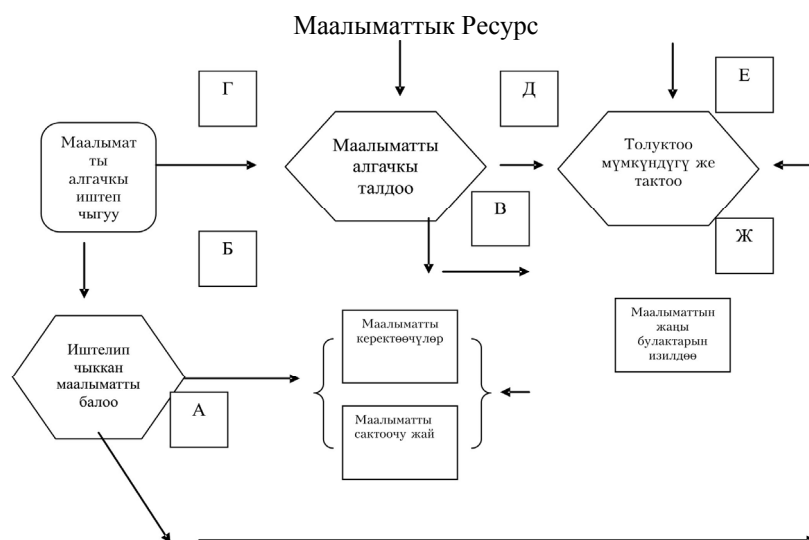 Маалыматтык Ресурс
Г
Д
Е
Маалымат
ты
алгачкы
иштеп
чыгуу
Маалыматты
алгачкы
талдоо
Толуктоо
мүмкүндүгү же
тактоо
Б
В
Ж
Иштелип
чыккан
маалыматты
балоо
А
Маалыматты
керектөөчүлөр
Маалыматты
сактоочу жай
Маалыматтын
жаңы
булактарын
изилдөө